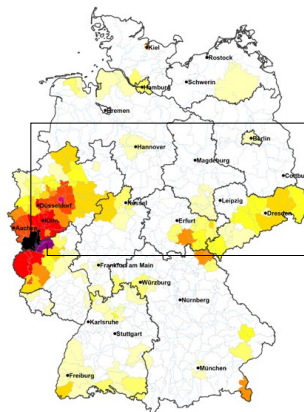 Kiel
Rostock
Schwerin
Hamburg
Bremen
Berlin
Hannover
Magdeburg
Cottbu
Düsseldorf
Kassel
Leipzig
Köln
Dresden
Aachen
Erfurt
Frankfurt am Main
Würzburg
Nürnberg
Karlsruhe
Stuttgart
München
Freiburg